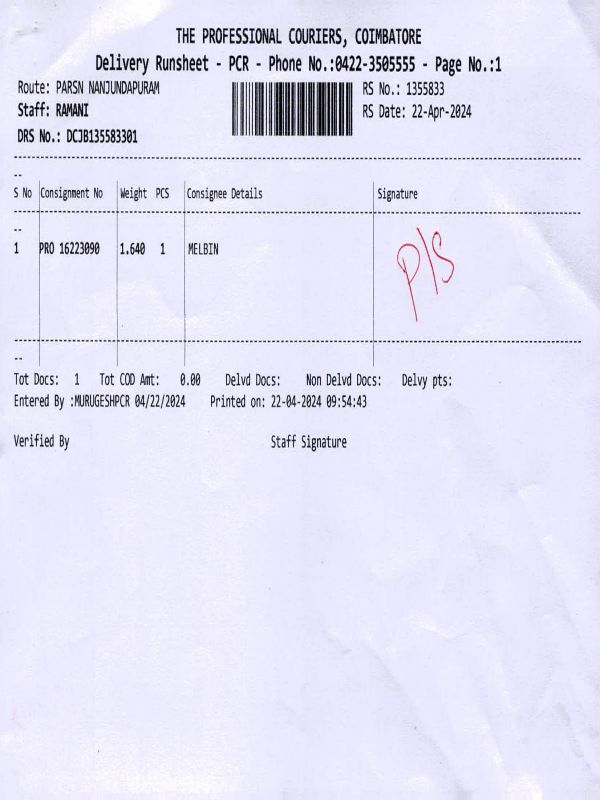 THE PROFESSIONAL COURIERS, COIMBATORE
Delivery Runsheet - PCR - Phone No.:0422-3505555 - Page No.:1
Route: PARSN NANJUNDAPURAM RS No.: 1355833
Staff: RAMANI RS Date: 22-Apr-2024
DRS No.: DCJB135583301
S No Consignment No Weight PCS Consignee Details Signature
1 PRO 16223090 1.640 1 MELBIN P/S
Tot Docs: 1 Tot COD Amt: 0.00 Delvd Docs: Non Delvd Docs: Delvy pts:
Entered By :MURUGESHPCR 04/22/2024 Printed on: 22-04-2024 09:54:43
Verified By Staff Signature